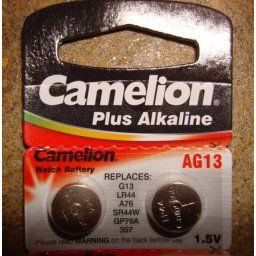 Camelion
Plus Alkaline
Camelion AG13
Watch Battery
REPLACES:
G13
LR44
A76
SR44W
GP76A
357
Please read WARNING on the back before use
1.5V